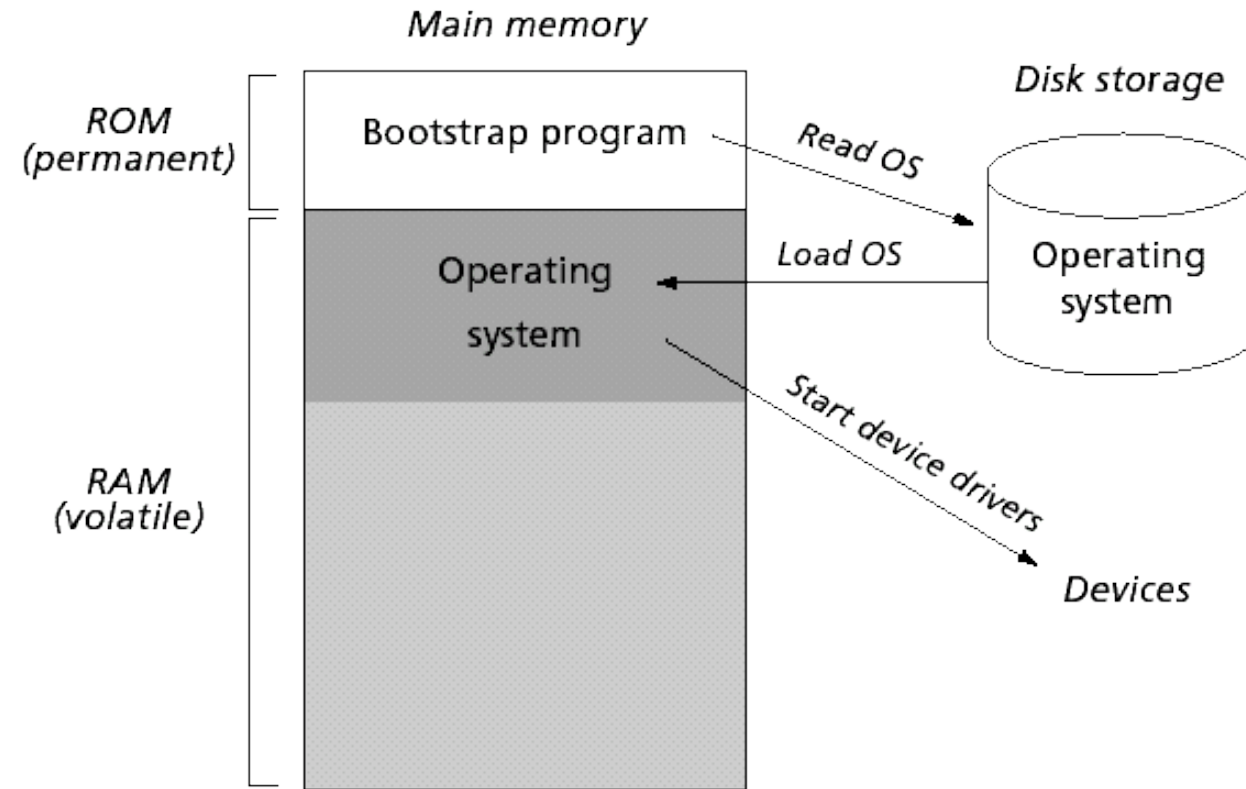 Main memory
Disk storage
ROM
(permanent)
Bootstrap program
Read OS
Load OS
Operating
system
Operating
system
Start device drivers
RAM
(volatile)
Devices